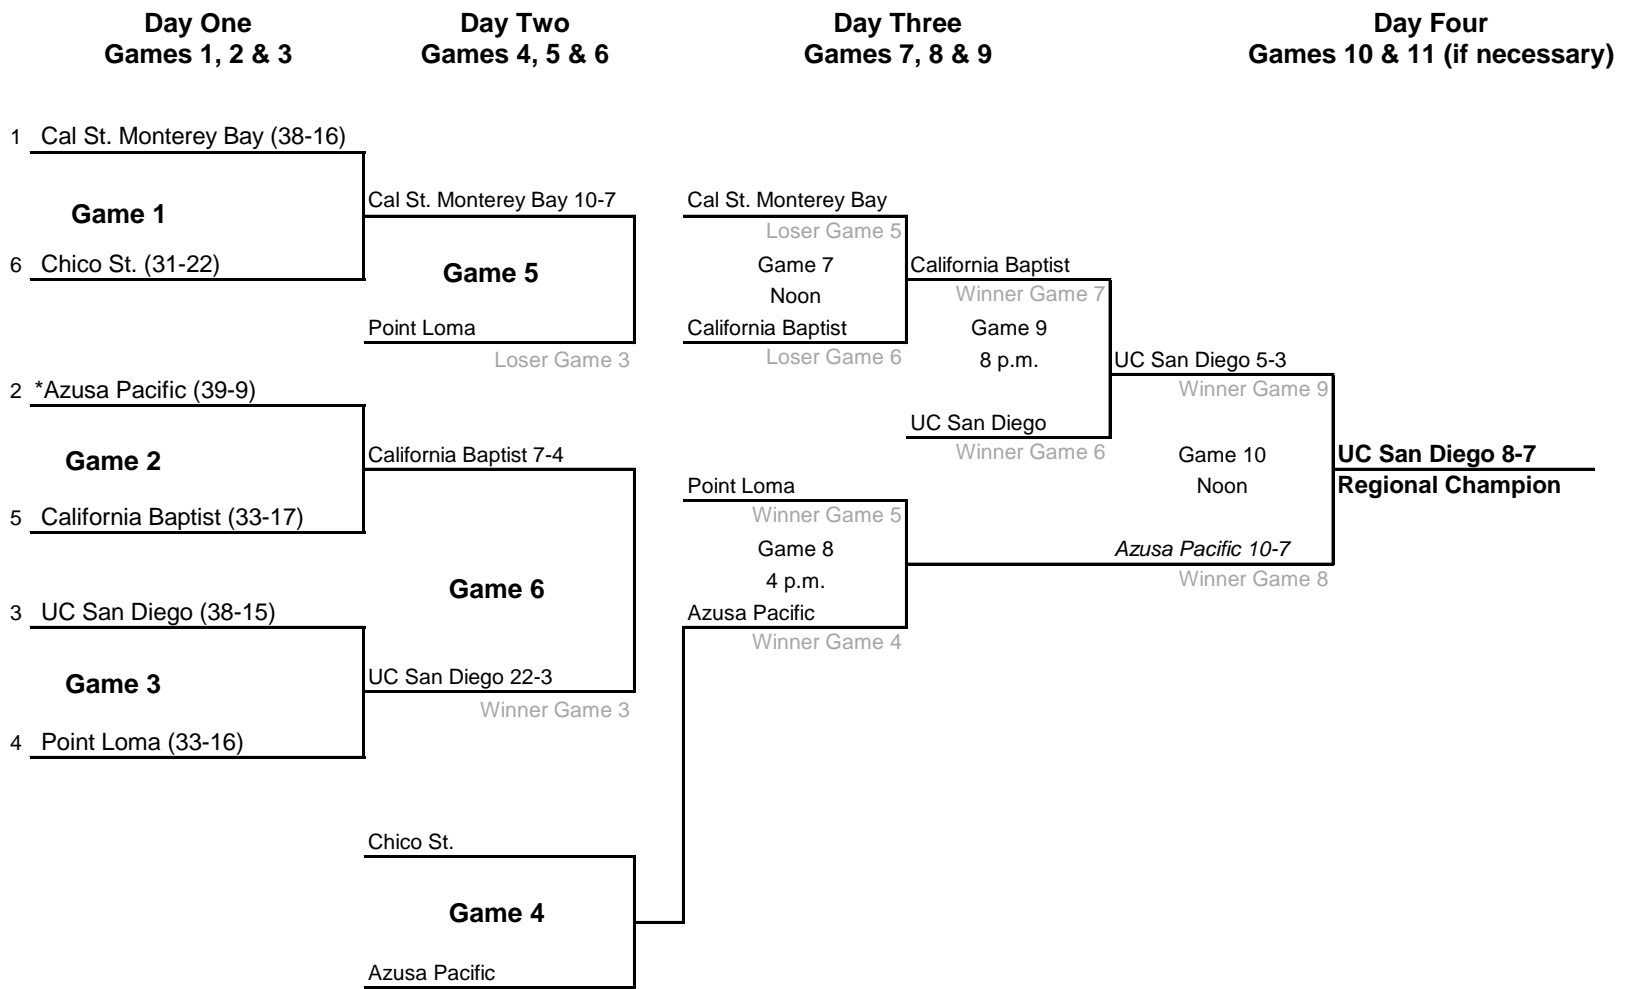 Day One
Games 1, 2 & 3
Day Two
Games 4, 5 & 6
Day Three
Games 7, 8 & 9
Day Four
Games 10 & 11 (if necessary)
1 Cal St. Monterey Bay (38-16)
Game 1
6 Chico St. (31-22)
2 *Azusa Pacific (39-9)
Game 2
5 California Baptist (33-17)
3 UC San Diego (38-15)
Game 3
4 Point Loma (33-16)
Cal St. Monterey Bay 10-7
Game 5
Point Loma
Loser Game 3
California Baptist 7-4
Game 6
UC San Diego 22-3
Winner Game 3
Chico St.
Game 4
Azusa Pacific
Cal St. Monterey Bay
Loser Game 5
Game 7
Noon
California Baptist
Loser Game 6
Point Loma
Winner Game 5
Game 8
4 p.m.
Azusa Pacific
Winner Game 4
California Baptist
Winner Game 7
Game 9
8 p.m.
UC San Diego
Winner Game 6
UC San Diego 5-3
Winner Game 9
Game 10
Noon
Azusa Pacific 10-7
Winner Game 8
UC San Diego 8-7
Regional Champion